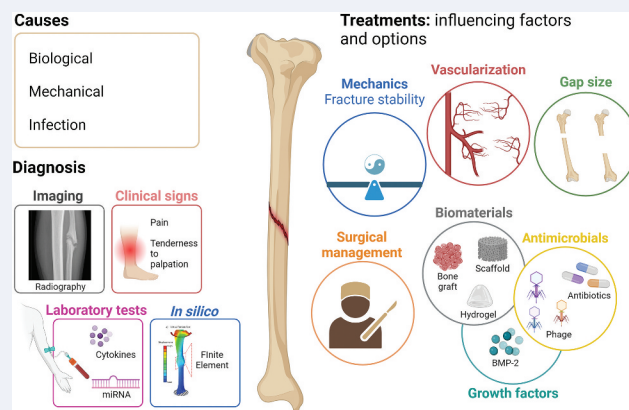 Causes
Biological
Mechanical
Infection
Diagnosis
Imaging
Radiography
Clinical signs
Pain
Tenderness
to
palpation
Laboratory tests
Cytokines
miRNA
In silico
Finite
Element
Treatments: influencing factors
and options
Mechanics
Fracture stability
Vascularization
Gap size
Surgical
management
Biomaterials
Bone
graft
Scaffold
Hydrogel
Antimicrobials
Antibiotics
Phage
BMP-2
Growth factors